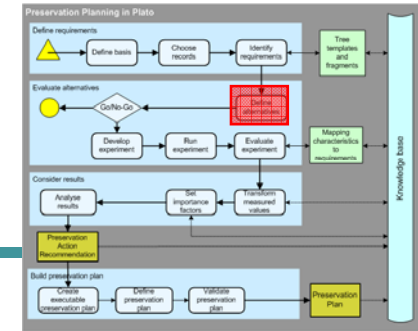 Preservation Planning in Plato
Define requirements
Define basis
Choose
records
Identify
requirements
Tree
templates
and
fragments
Evaluate alternatives
Go/No-Go
Define
alternatives
Develop
experiment
Run
experiment
Evaluate
experiment
Mapping
characteristics
to
requirements
Knowledge base
Consider results
Analyse
results
Set
importance
factors
Transform
measured
values
Preservation
Action
Recommendation
Build preservation plan
Create
executable
preservation plan
Define
preservation
plan
Validate
preservation
plan
Preservation
Plan